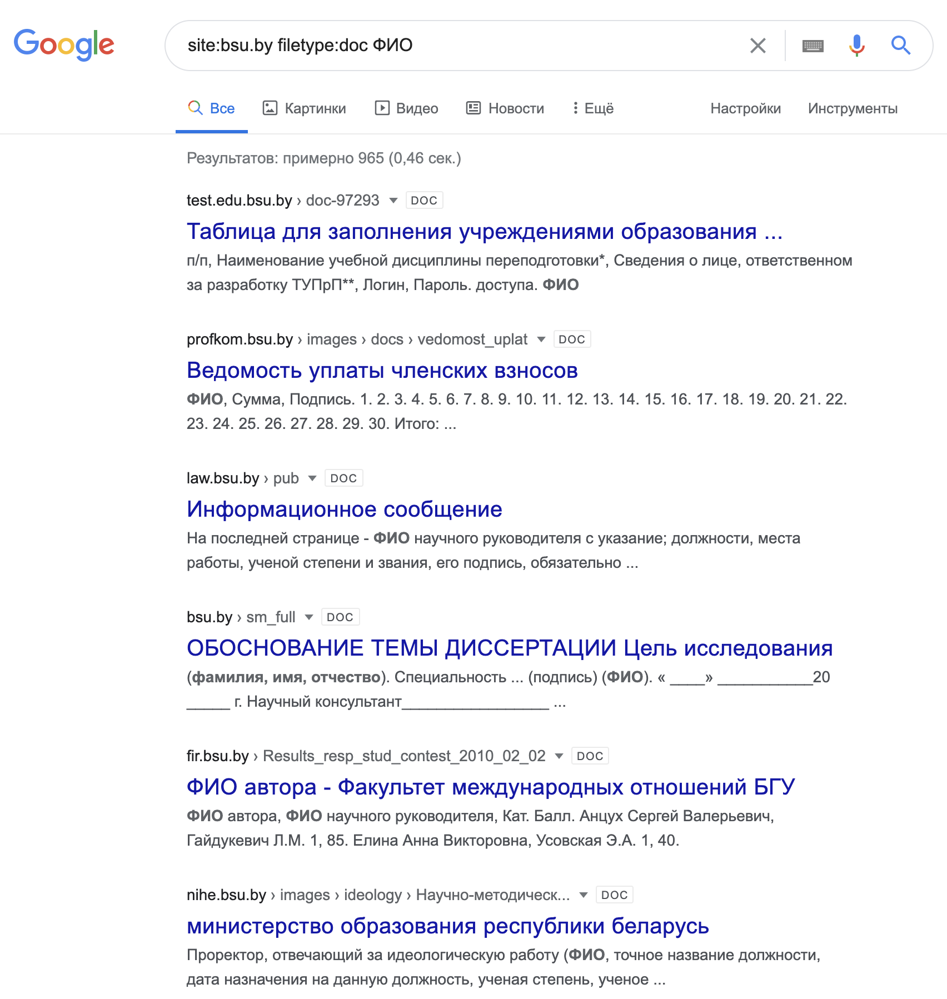 Google
site:bsu.by filetype:doc ФИО
Все Картинки Видео Новости Ещё Настройки Инструменты
Результатов: примерно 965 (0,46 сек.)
test.edu.bsu.by › doc-97293 DOC
Таблица для заполнения учреждениями образования ...
п/п, Наименование учебной дисциплины переподготовки*, Сведения о лице, ответственном
за разработку ТУПрП**, Логин, Пароль. доступа. ФИО
profkom.bsu.by › images › docs › vedomost_uplat DOC
Ведомость уплаты членских взносов
ФИО, Сумма, Подпись. 1. 2. 3. 4. 5. 6. 7. 8. 9. 10. 11. 12. 13. 14. 15. 16. 17. 18. 19. 20. 21. 22.
23. 24. 25. 26. 27. 28. 29. 30. Итого: ...
law.bsu.by › pub DOC
Информационное сообщение
На последней странице - ФИО научного руководителя с указание; должности, места
работы, ученой степени и звания, его подпись, обязательно ...
bsu.by › sm_full DOC
ОБОСНОВАНИЕ ТЕМЫ ДИССЕРТАЦИИ Цель исследования
(фамилия, имя, отчество). Специальность ... (подпись) (ФИО). « ____» ___________20
_____ г. Научный консультант_________________ ...
fir.bsu.by › Results_resp_stud_contest_2010_02_02 DOC
ФИО автора - Факультет международных отношений БГУ
ФИО автора, ФИО научного руководителя, Кат. Балл. Анцух Сергей Валерьевич,
Гайдукевич Л.М. 1, 85. Елина Анна Викторовна, Усовская Э.А. 1, 40.
nihe.bsu.by › images › ideology › Научно-методическ... DOC
министерство образования республики беларусь
Проректор, отвечающий за идеологическую работу (ФИО, точное название должности,
дата назначения на данную должность, ученая степень, ученое ...